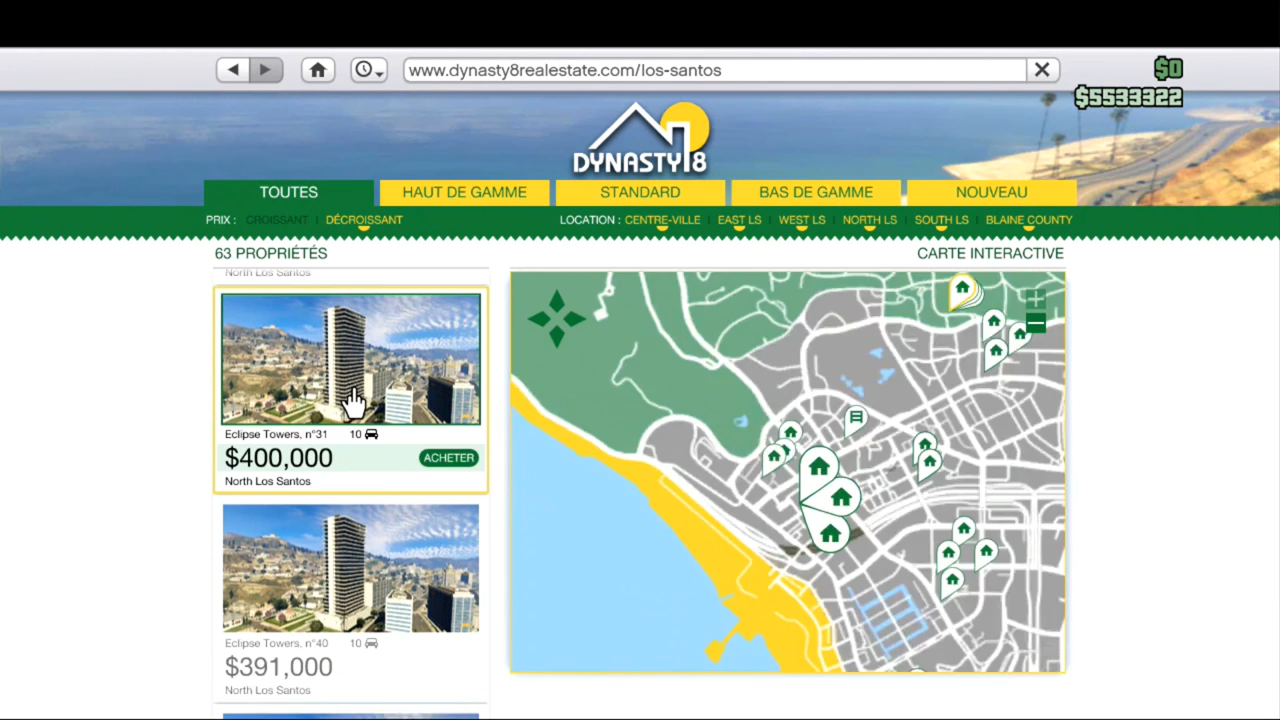 www.dynasty8realestate.com/los-santos
$0
$5533322
DYNASTY 8
TOUTES
HAUT DE GAMME
STANDARD
BAS DE GAMME
NOUVEAU
PRIX : CROISSANT | DÉCROISSANT
LOCATION : CENTRE-VILLE | EAST LS | WEST LS | NORTH LS | SOUTH LS | BLAINE COUNTY
63 PROPRIÉTÉS
CARTE INTERACTIVE
North Los Santos
Eclipse Towers, n°31 10
$400,000 ACHETER
North Los Santos
Eclipse Towers, n°40 10
$391,000
North Los Santos